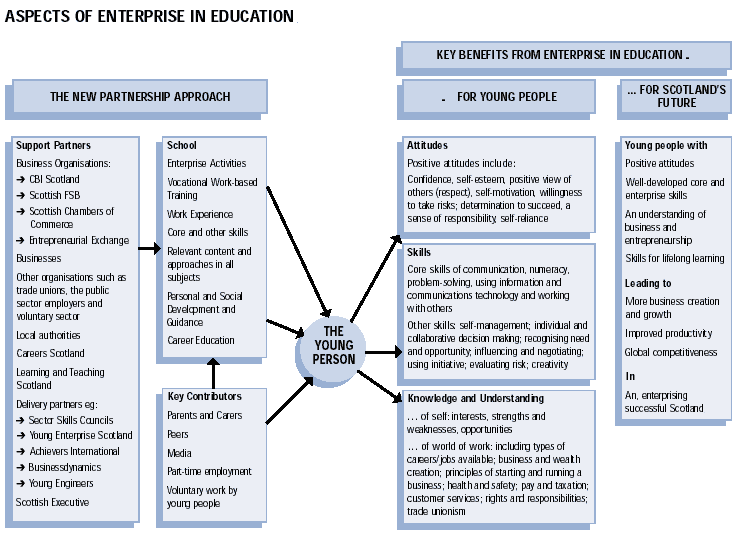 ASPECTS OF ENTERPRISE IN EDUCATION
KEY BENEFITS FROM ENTERPRISE IN EDUCATION ..
THE NEW PARTNERSHIP APPROACH
. FOR YOUNG PEOPLE
... FOR SCOTLAND'S
FUTURE
Support Partners
Business Organisations:
➔ CBI Scotland
➔ Scottish FSB
➔ Scottish Chambers of
Commerce
➔ Entrepreneurial Exchange
Businesses
Other organisations such as
trade unions, the public
sector employers and
voluntary sector
Local authorities
Careers Scotland
Learning and Teaching
Scotland
Delivery partners eg:
➔ Sector Skills Councils
➔ Young Enterprise Scotland
➔ Achievers International
➔ Businessdynamics
➔ Young Engineers
Scottish Executive
School
Enterprise Activities
Vocational Work-based
Training
Work Experience
Core and other skills
Relevant content and
approaches in all
subjects
Personal and Social
Development and
Guidance
Career Education
Key Contributors
Parents and Carers
Peers
Media
Part-time employment
Voluntary work by
young people
THE
YOUNG
PERSON
Attitudes
Positive attitudes include:
Confidence, self-esteem, positive view of
others (respect), self-motivation, willingness
to take risks; determination to succeed, a
sense of responsibility, self-reliance
Skills
Core skills of communication, numeracy,
problem-solving, using information and
communications technology and working
with others
Other skills: self-management; individual and
collaborative decision making; recognising need
and opportunity; influencing and negotiating;
using initiative; evaluating risk; creativity
Knowledge and Understanding
... of self: interests, strengths and
weaknesses, opportunities
... of world of work: including types of
careers/jobs available; business and wealth
creation; principles of starting and running a
business; health and safety; pay and taxation;
customer services; rights and responsibilities;
trade unionism
Young people with
Positive attitudes
Well-developed core and
enterprise skills
An understanding of
business and
entrepreneurship
Skills for lifelong learning
Leading to
More business creation
and growth
Improved productivity
Global competitiveness
In
An, enterprising
successful Scotland